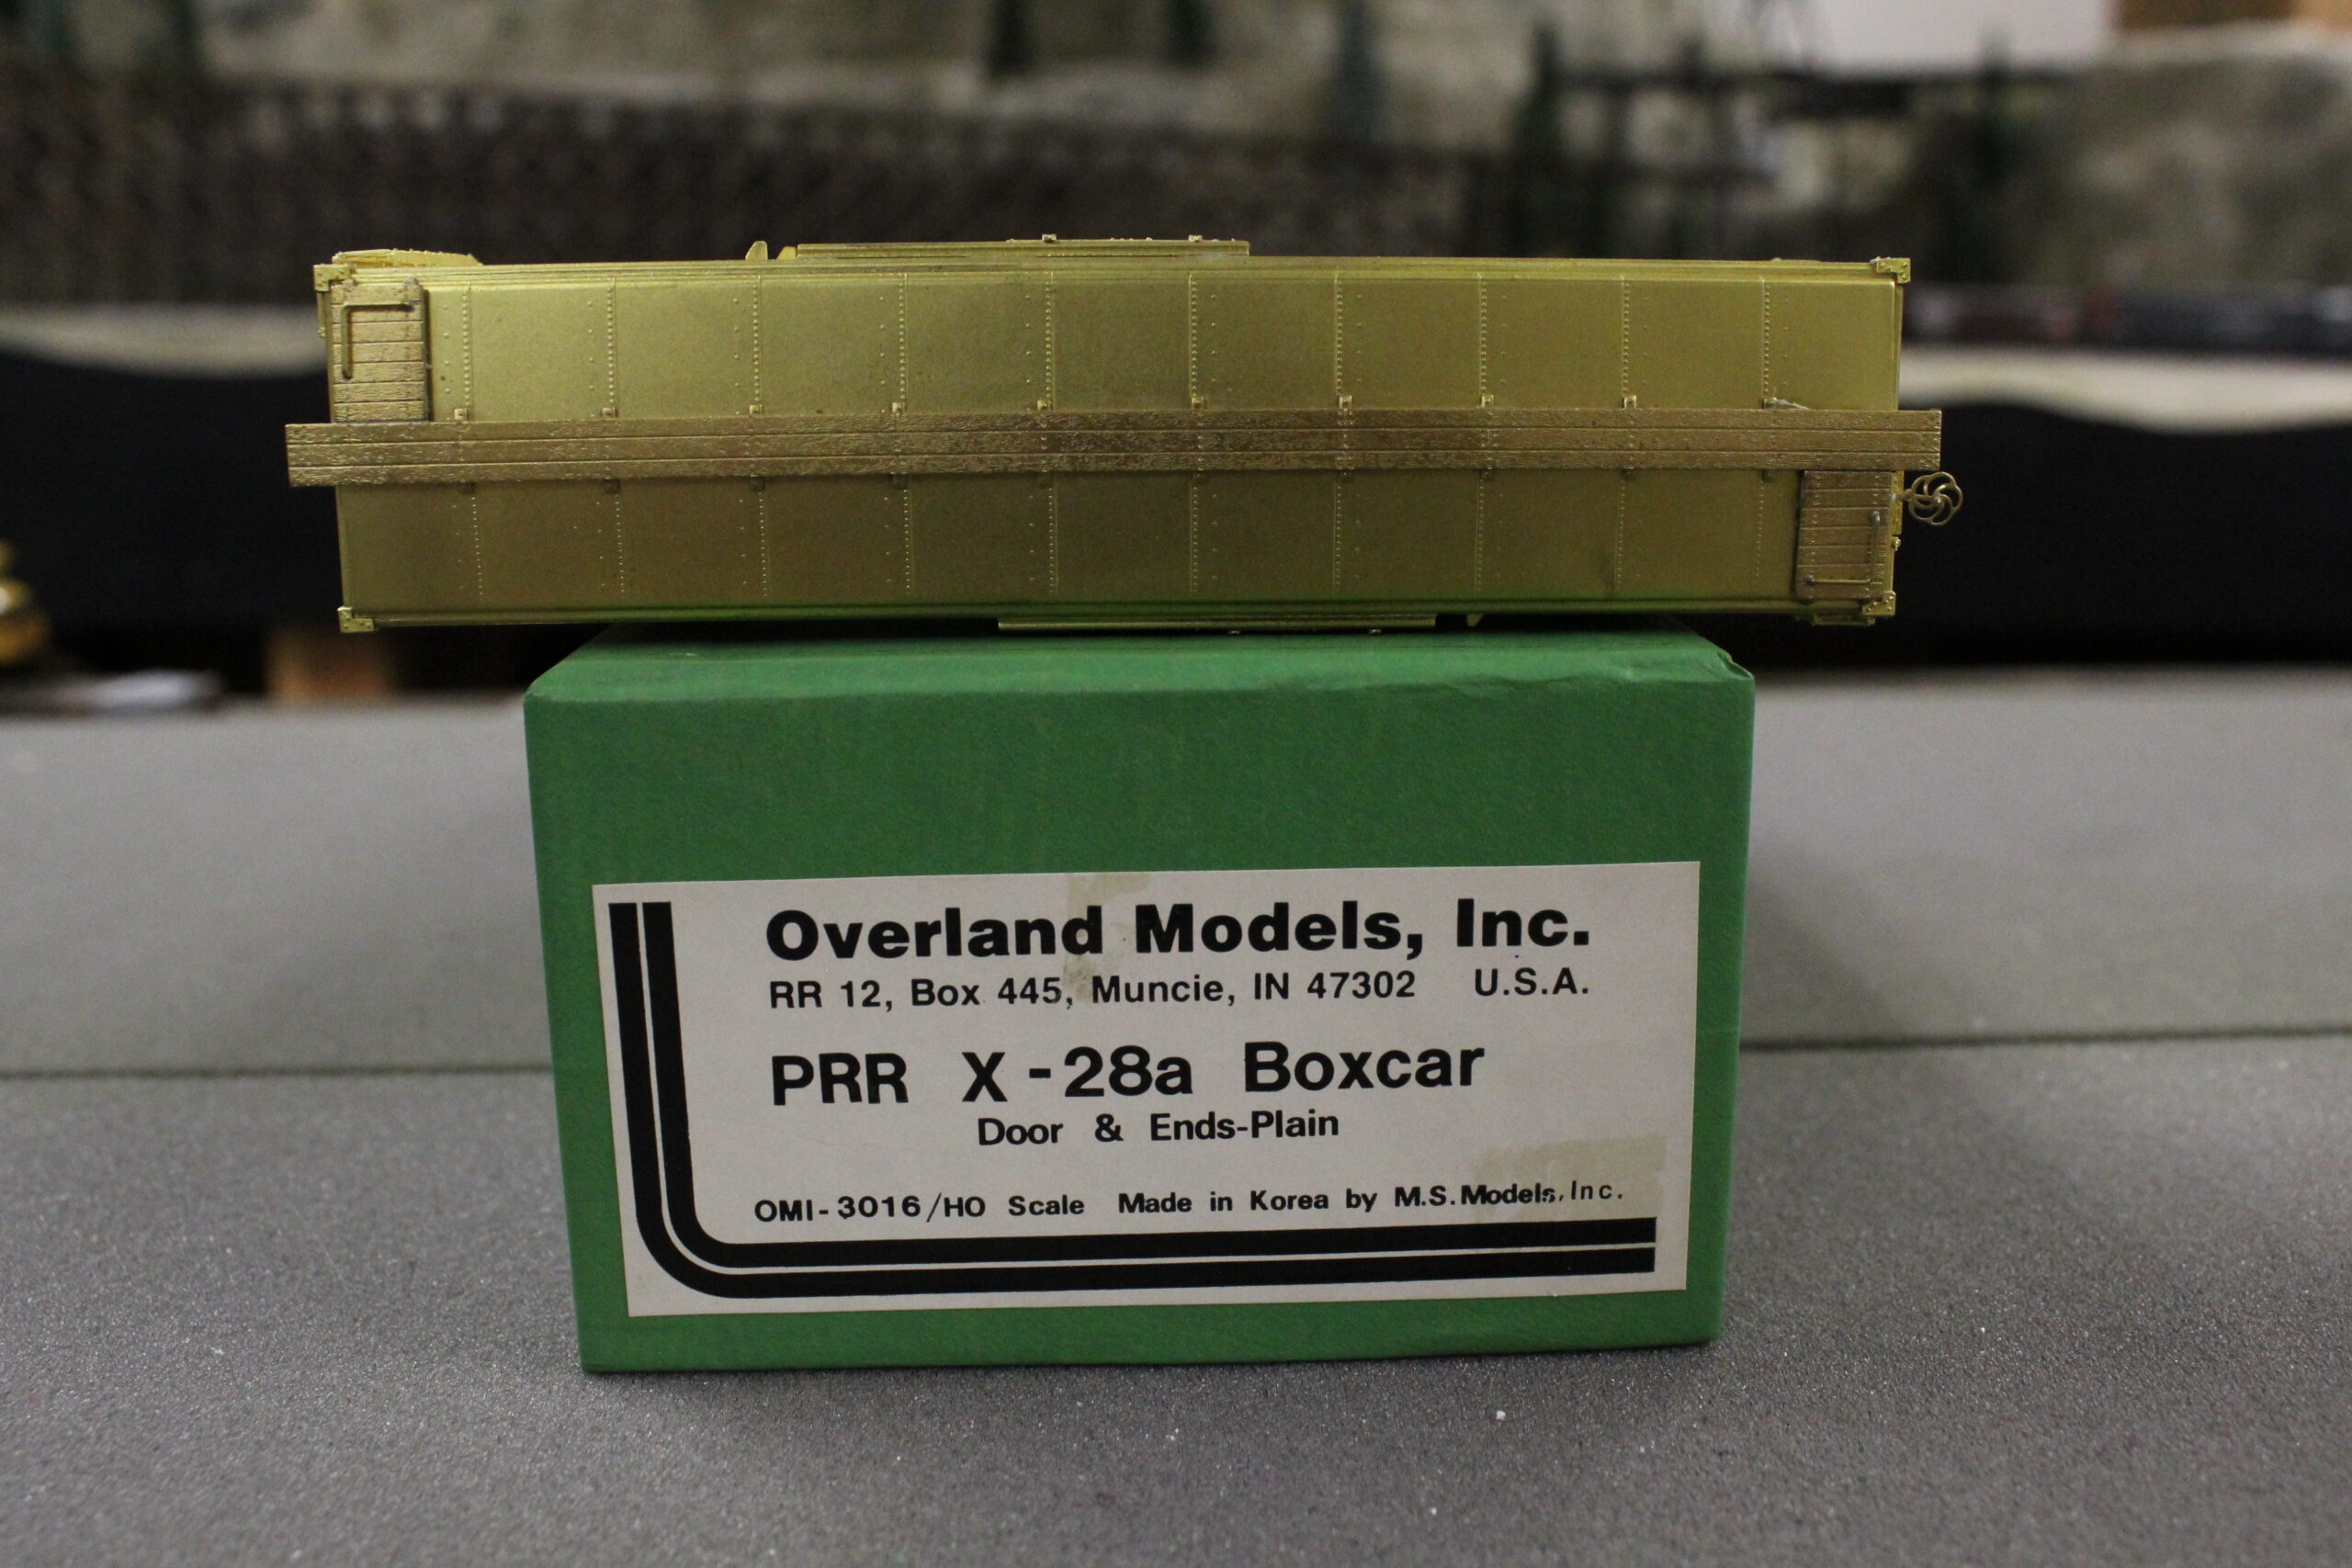 Overland Models, Inc.
RR 12, Box 445, Muncie, IN 47302 U.S.A.
PRR X-28a Boxcar
Door & Ends-Plain
OMI-3016/HO Scale Made in Korea by M.S.Models, Inc.